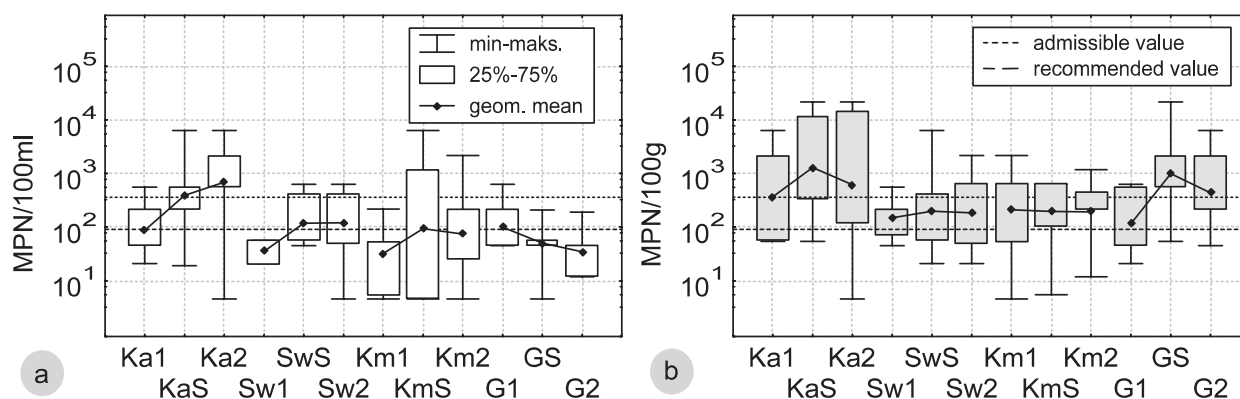 min-maks.
25%-75%
geom. mean
MPN/100ml
10^5
10^4
10^3
10^2
10^1
Ka1 Ka2 SwS Sw2 Km1 Km2 GS
KaS Sw1 KmS G1 G2
a
admissible value
recommended value
MPN/100g
10^5
10^4
10^3
10^2
10^1
Ka1 Ka2 SwS Km1 Km2 GS
KaS Sw1 Sw2 KmS G1 G2
b